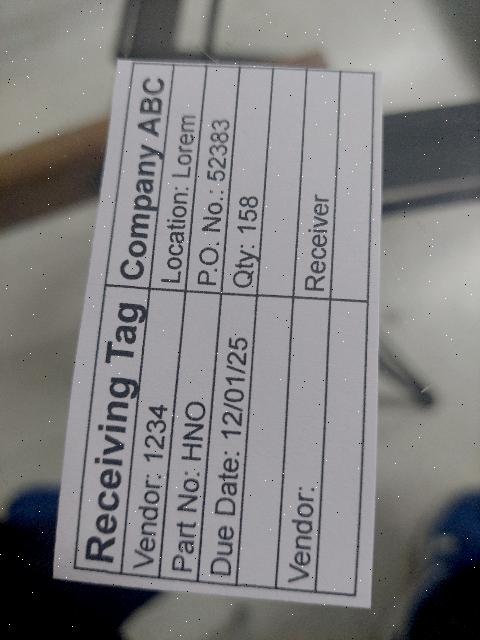 Receiving Tag Company ABC
Vendor: 1234 Location: Lorem
Part No: HNO P.O. No.: 52383
Due Date: 12/01/25 Qty: 158
Vendor: Receiver